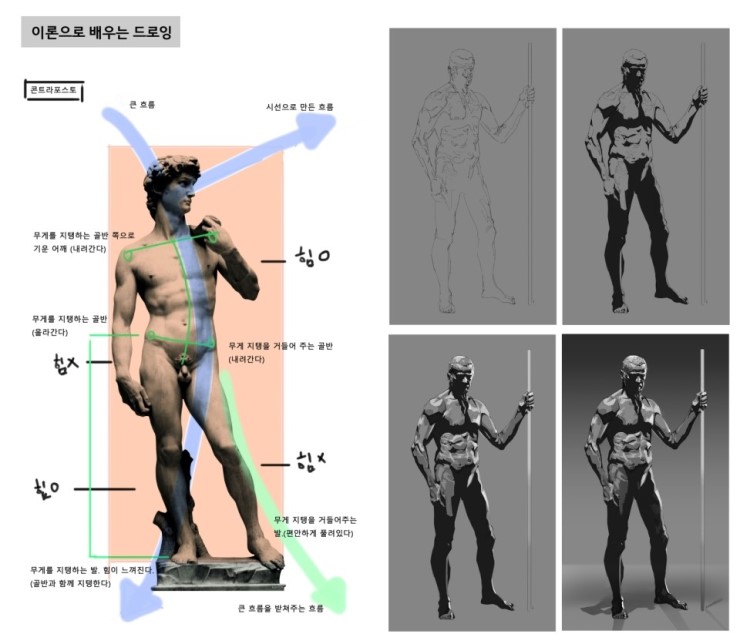 이론으로 배우는 드로잉
콘트라포스토
큰 흐름
시선으로 만든 흐름
무게를 지탱하는 골반 쪽으로
기운 어깨 (내려간다)
힘 O
무게를 지탱하는 골반
(올라간다)
무게 지탱을 거들어 주는 골반
(내려간다)
힘 X
힘 X
힘 O
무게 지탱을 거들어주는
발.(편안하게 풀려있다)
무게를 지탱하는 발. 힘이 느껴진다.
(골반과 함께 지탱한다)
큰 흐름을 받쳐주는 흐름